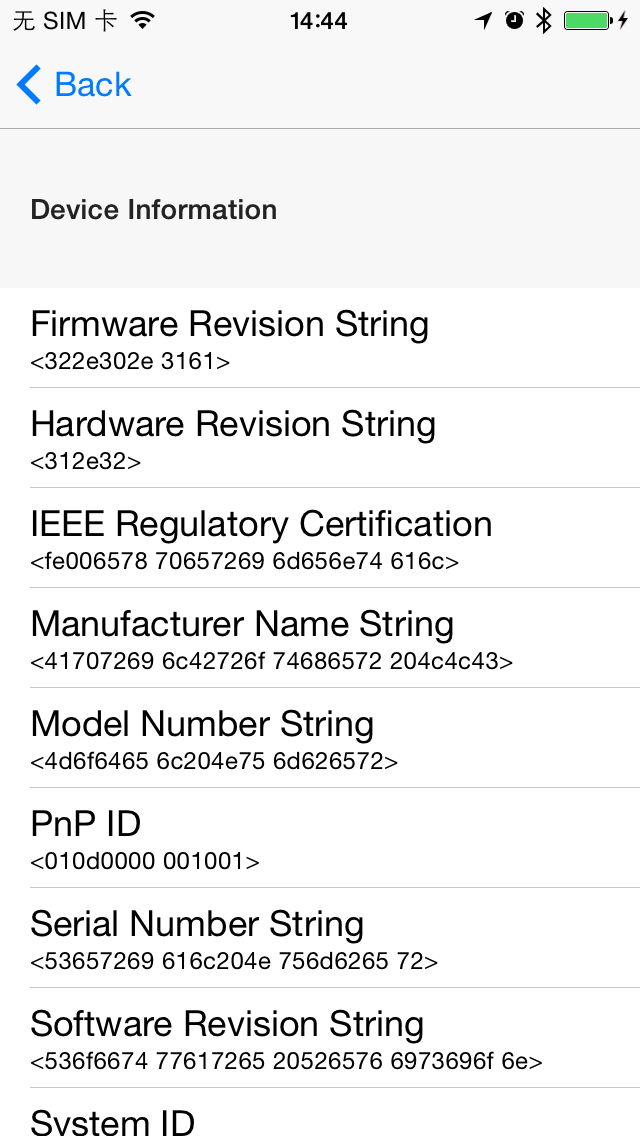 无 SIM 卡 14:44
Back
Device Information
Firmware Revision String
<322e302e 3161>
Hardware Revision String
<312e32>
IEEE Regulatory Certification
<fe006578 70657269 6d656e74 616c>
Manufacturer Name String
<41707269 6c42726f 74686572 204c4c43>
Model Number String
<4d6f6465 6c204e75 6d626572>
PnP ID
<010d0000 001001>
Serial Number String
<53657269 616c204e 756d6265 72>
Software Revision String
<536f6674 77617265 20526576 6973696f 6e>
System ID